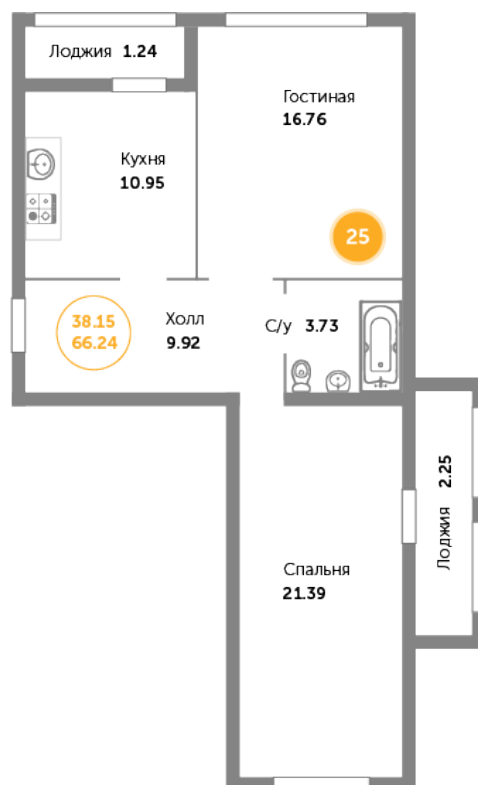 Лоджия 1.24
Гостиная
16.76
Кухня
10.95
25
38.15
66.24
Холл
9.92
С/у 3.73
Лоджия 2.25
Спальня
21.39